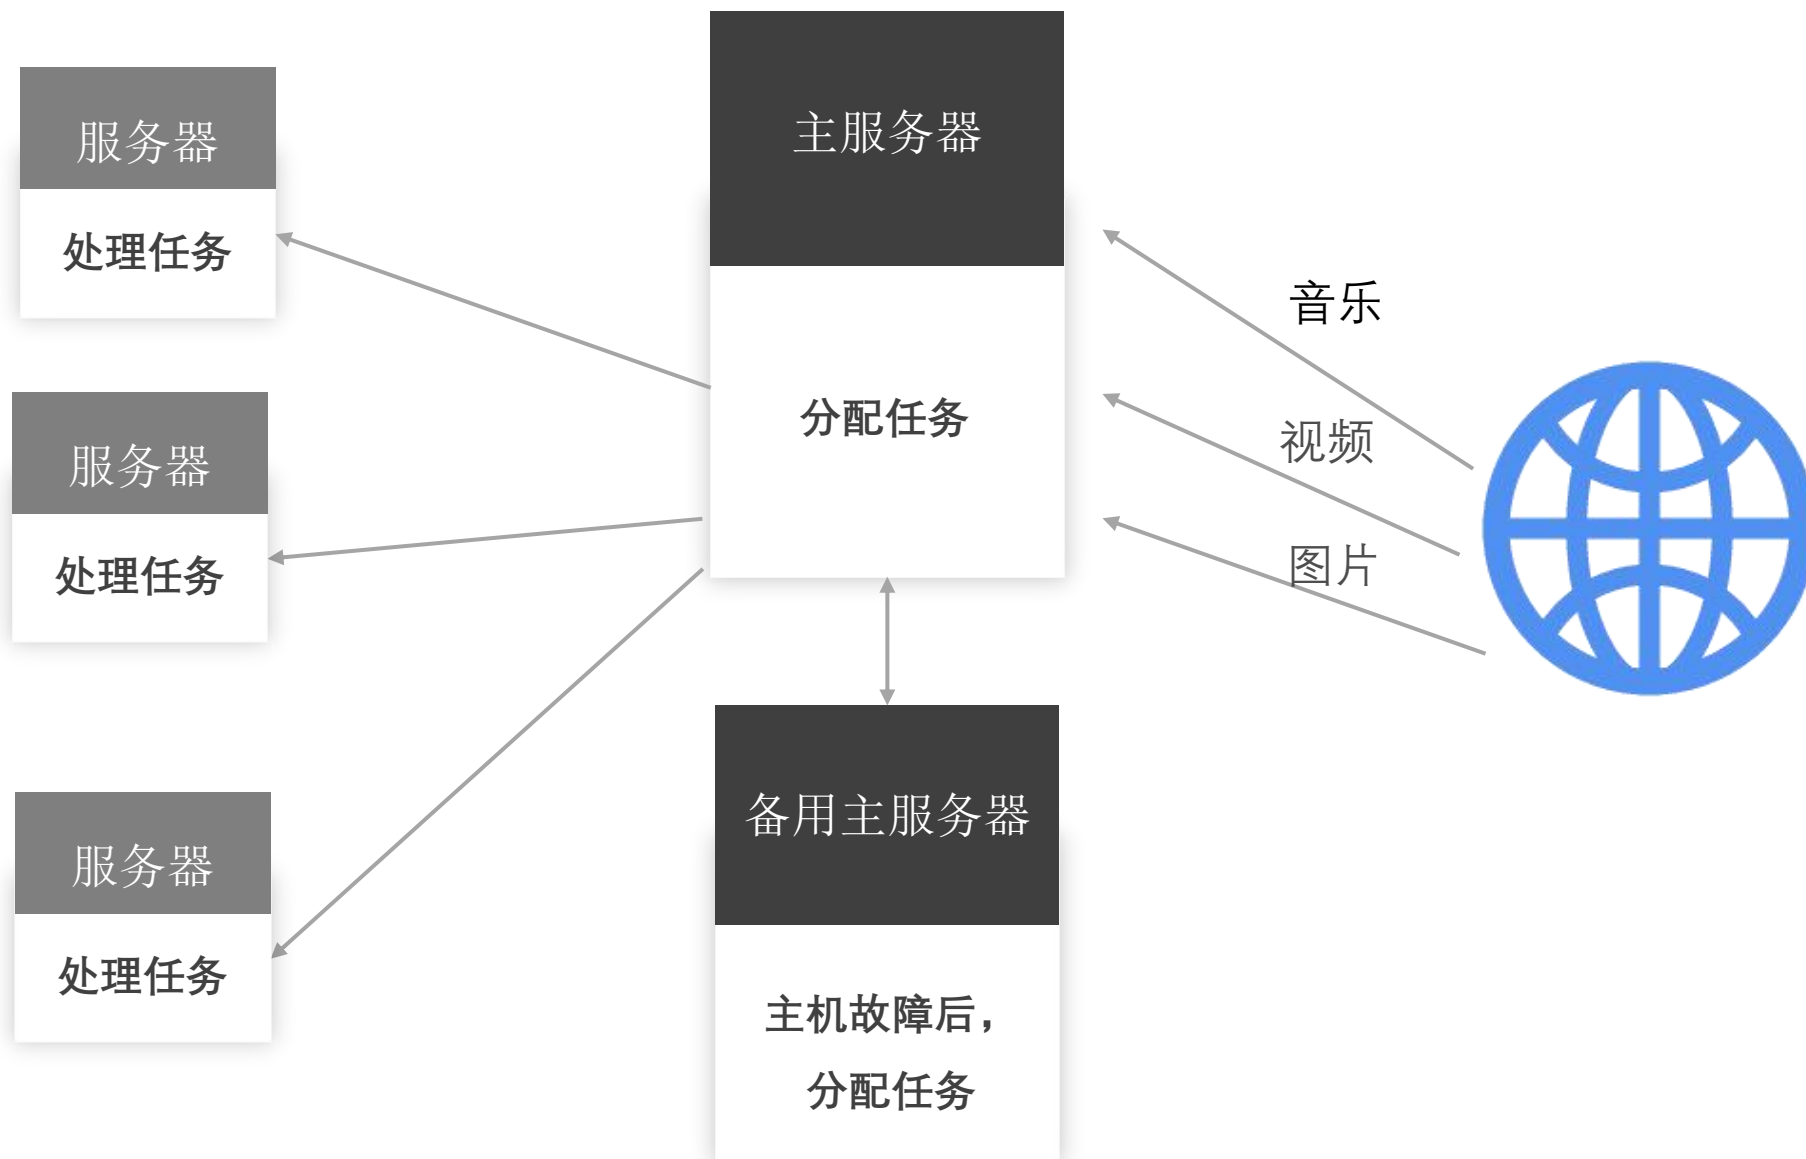 服务器
处理任务
服务器
处理任务
服务器
处理任务
主服务器
分配任务
备用主服务器
主机故障后，
分配任务
音乐
视频
图片